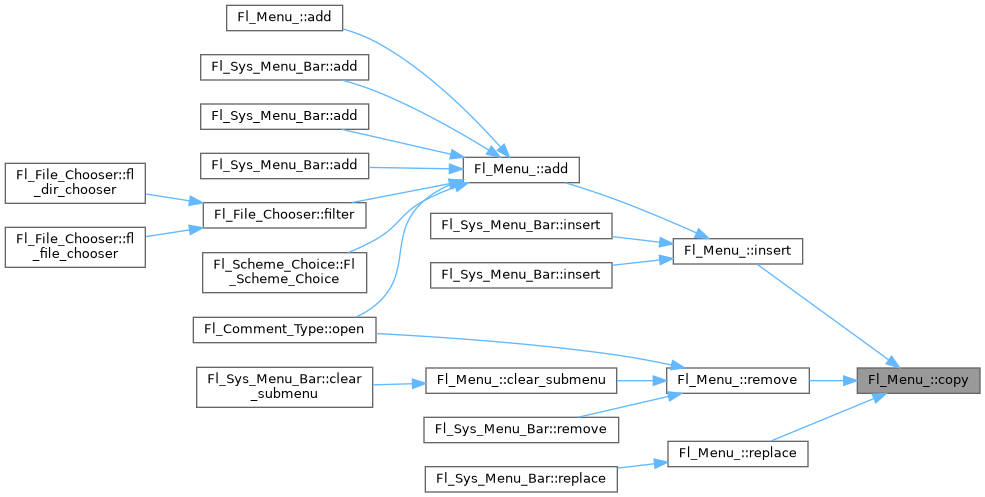 Fl_Menu_::add
Fl_Sys_Menu_Bar::add
Fl_Sys_Menu_Bar::add
Fl_Sys_Menu_Bar::add
Fl_Menu_::add
Fl_File_Chooser::fl
_dir_chooser
Fl_File_Chooser::filter
Fl_File_Chooser::fl
_file_chooser
Fl_Sys_Menu_Bar::insert
Fl_Menu_::insert
Fl_Sys_Menu_Bar::insert
Fl_Scheme_Choice::Fl
_Scheme_Choice
Fl_Comment_Type::open
Fl_Sys_Menu_Bar::clear
_submenu
Fl_Menu_::clear_submenu
Fl_Menu_::remove
Fl_Menu_::copy
Fl_Sys_Menu_Bar::remove
Fl_Menu_::replace
Fl_Sys_Menu_Bar::replace